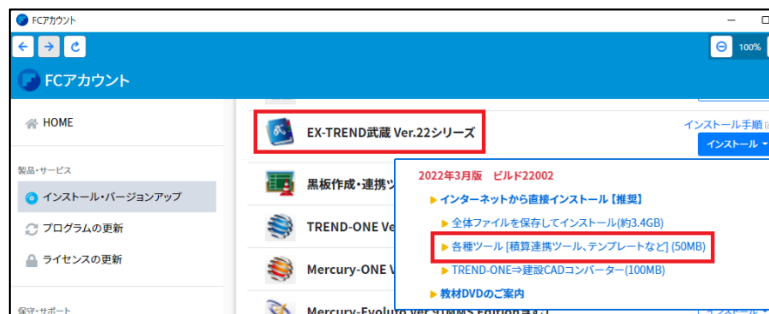 FCアカウント
100%
FCアカウント
HOME
製品・サービス
インストール・バージョンアップ
プログラムの更新
ライセンスの更新
保守・サポート
EX-TREND武蔵 Ver.22シリーズ
インストール手順
インストール
黒板作成・連携ツ
TREND-ONE Ve
Mercury-ONE V
2022年3月版 ビルド22002
▶ インターネットから直接インストール【推奨】
▶ 全体ファイルを保存してインストール(約3.4GB)
▶ 各種ツール [積算連携ツール、テンプレートなど] (50MB)
▶ TREND-ONE⇒建設CADコンバーター(100MB)
▶ 教材DVDのご案内